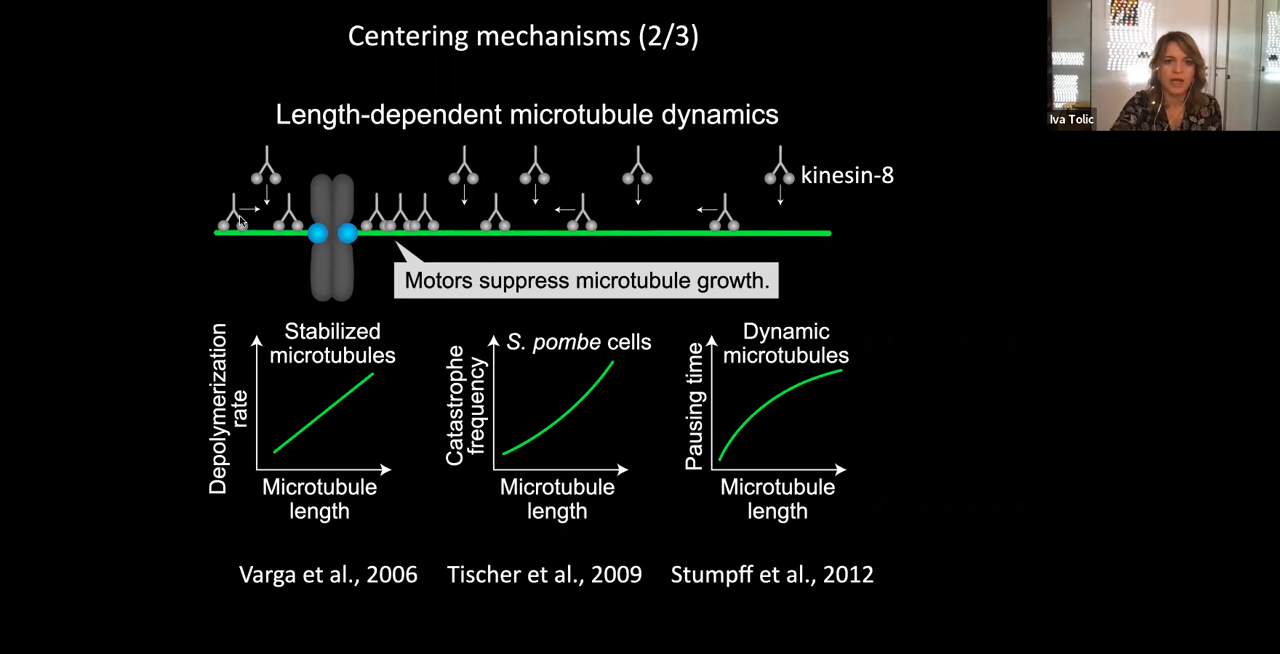 Centering mechanisms (2/3)
Iva Tolic
Length-dependent microtubule dynamics
kinesin-8
Motors suppress microtubule growth.
Depolymerization
rate
Stabilized
microtubules
Microtubule
length
Catastrophe
frequency
S. pombe cells
Microtubule
length
Pausing time
Dynamic
microtubules
Microtubule
length
Varga et al., 2006
Tischer et al., 2009
Stumpff et al., 2012